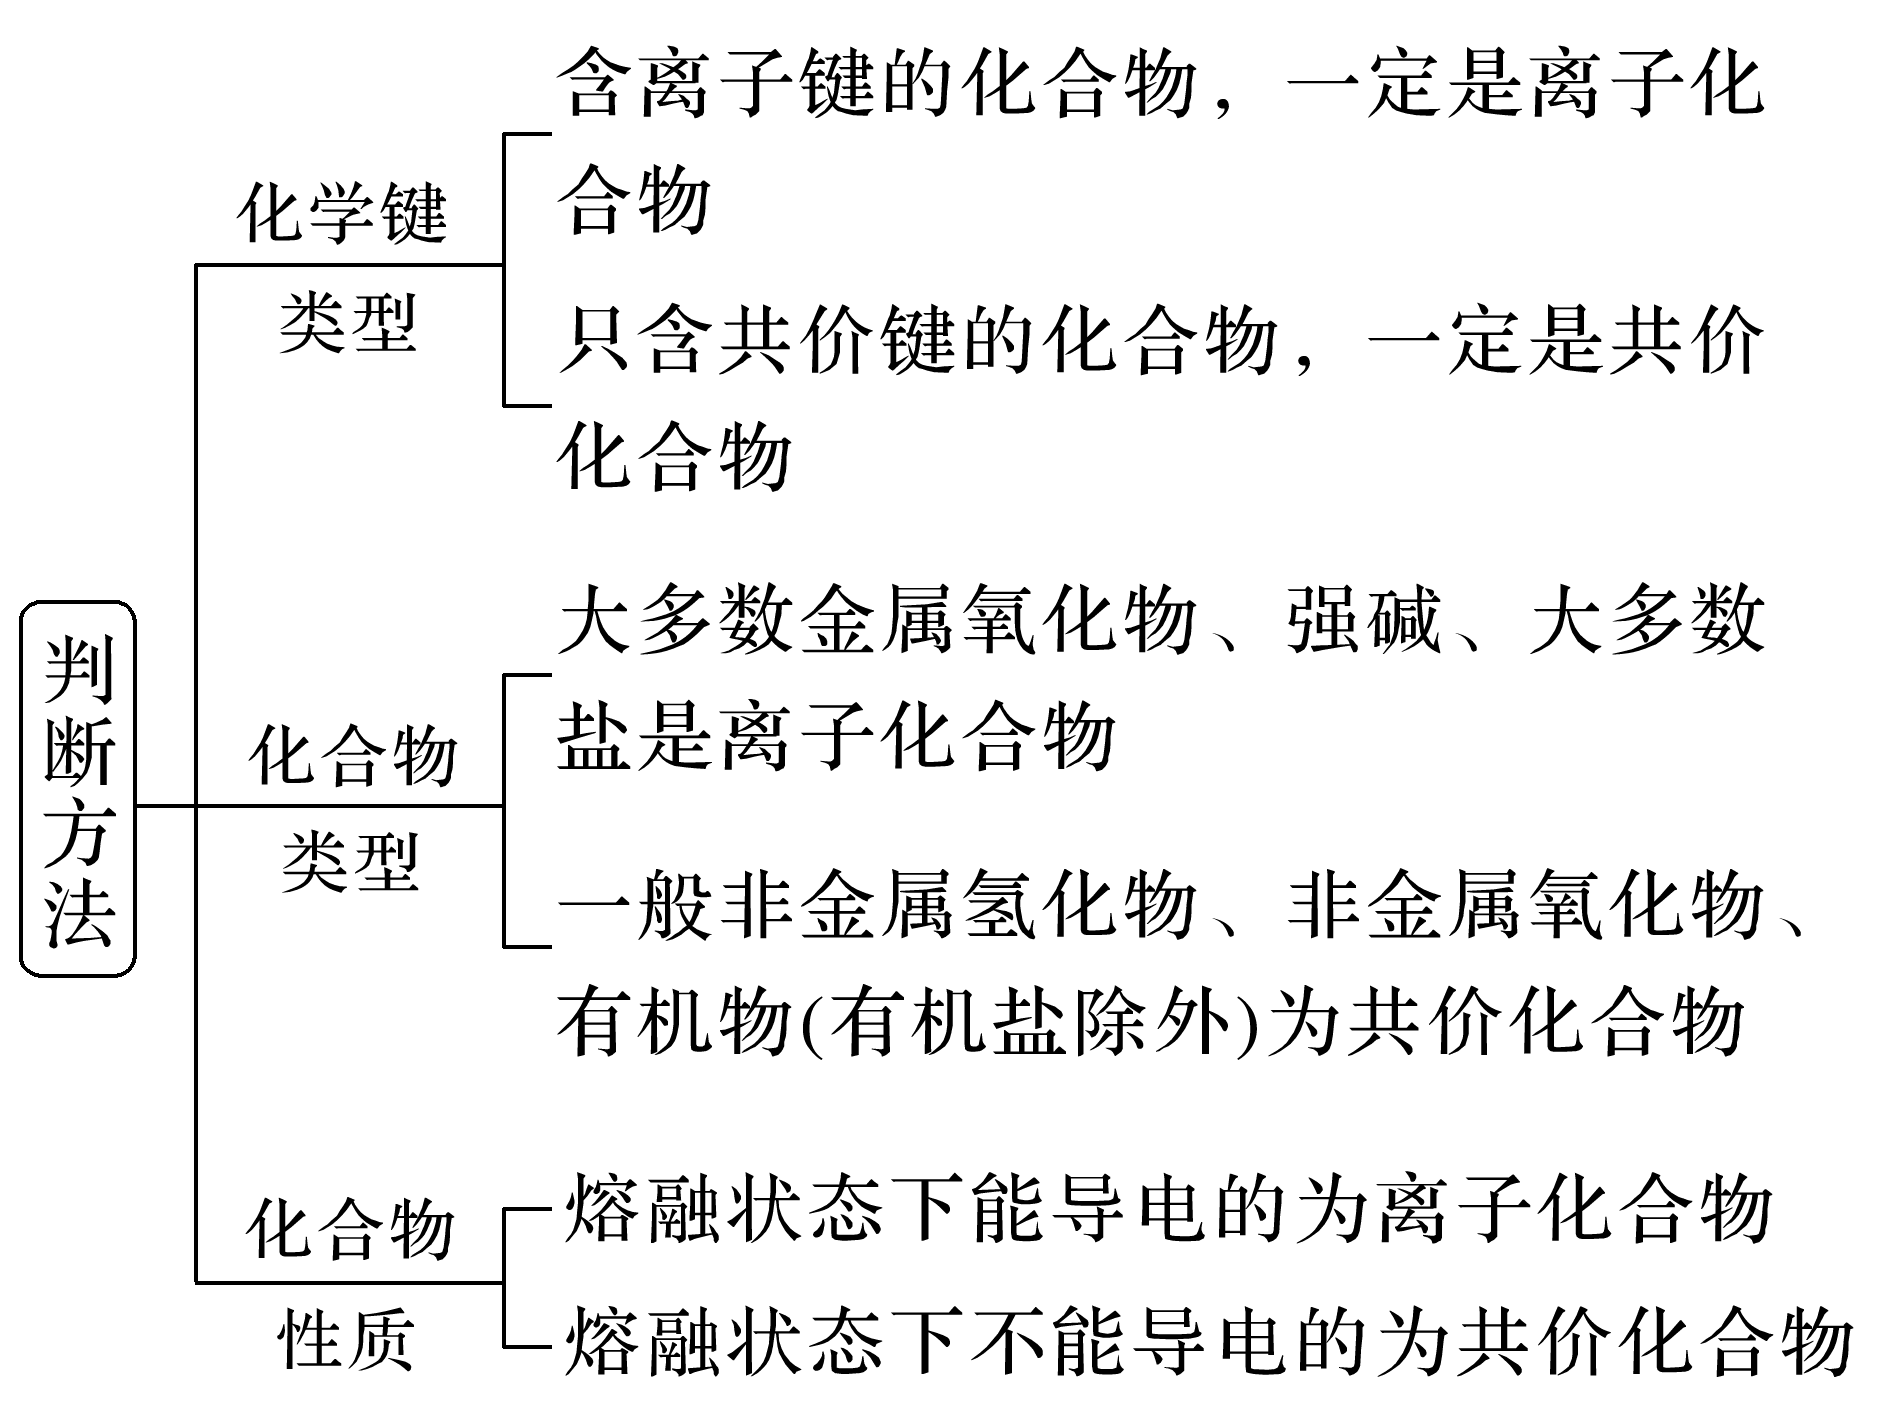 判断方法
化学键
类型
含离子键的化合物，一定是离子化
合物
只含共价键的化合物，一定是共价
化合物
化合物
类型
大多数金属氧化物、强碱、大多数
盐是离子化合物
一般非金属氢化物、非金属氧化物、
有机物(有机盐除外)为共价化合物
化合物
性质
熔融状态下能导电的为离子化合物
熔融状态下不能导电的为共价化合物